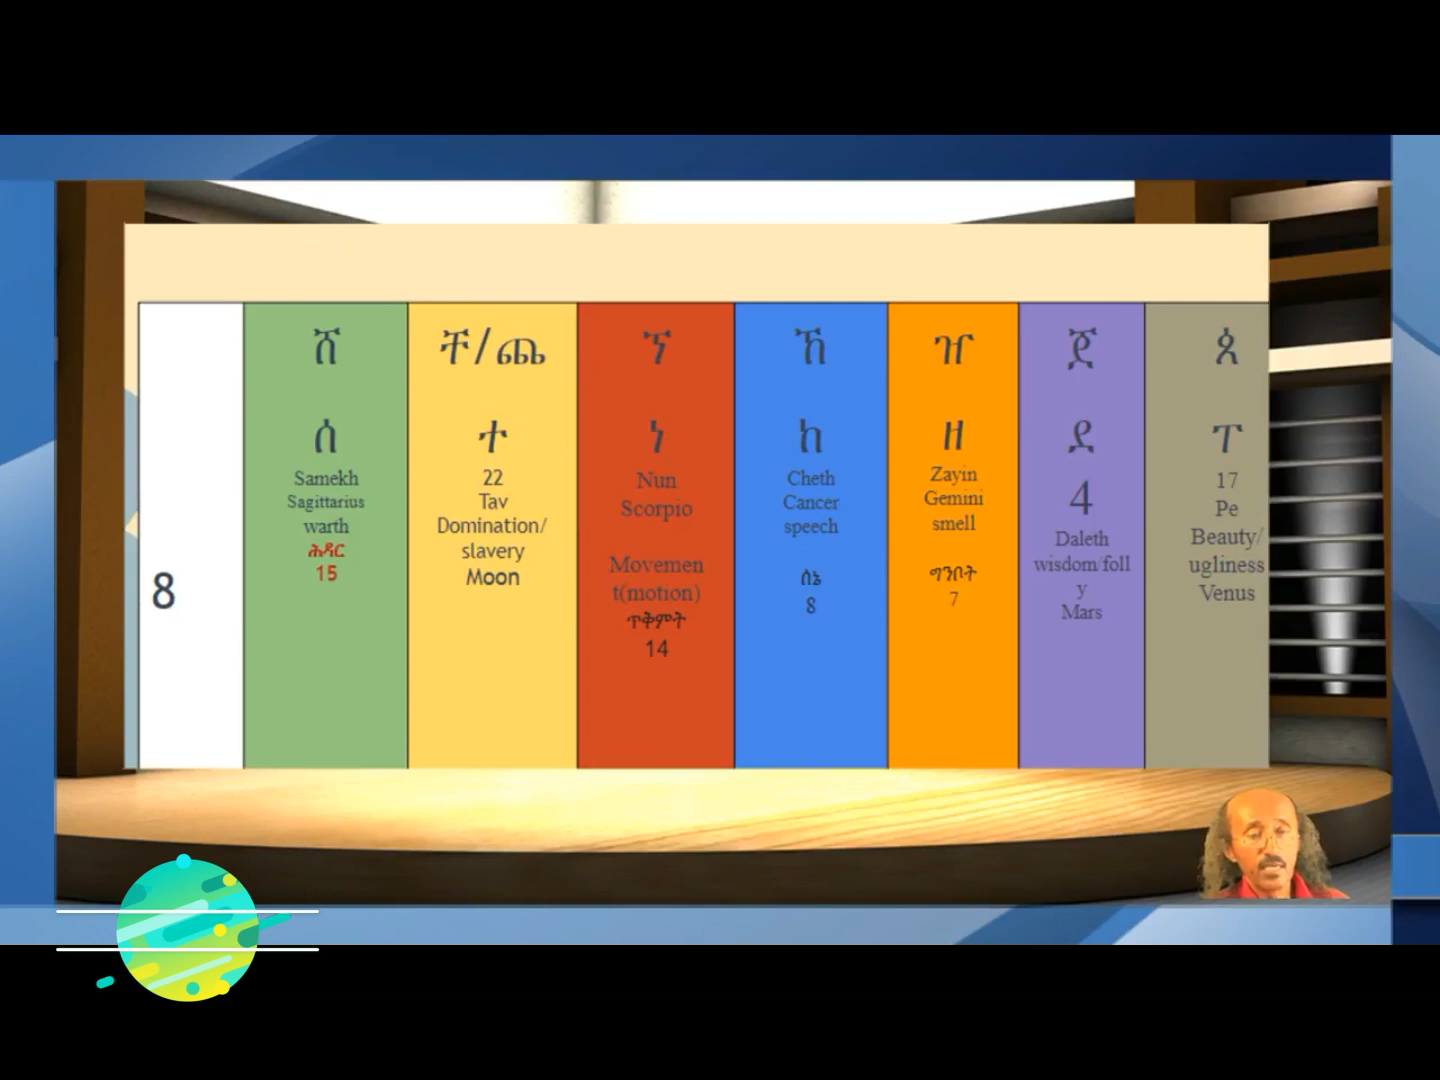 8
ሸ
ሰ
Samekh
Sagittarius
warth
ሕዳር
15
ቸ/ጨ
ተ
22
Tav
Domination/
slavery
Moon
ኘ
ነ
Nun
Scorpio
Movemen
t(motion)
ጥቅምት
14
ኸ
ከ
Cheth
Cancer
speech
ሰኔ
8
ዠ
ዘ
Zayin
Gemini
smell
ግንቦት
7
ጀ
ደ
4
Daleth
wisdom/foll
y
Mars
ጰ
ፐ
17
Pe
Beauty/
ugliness
Venus